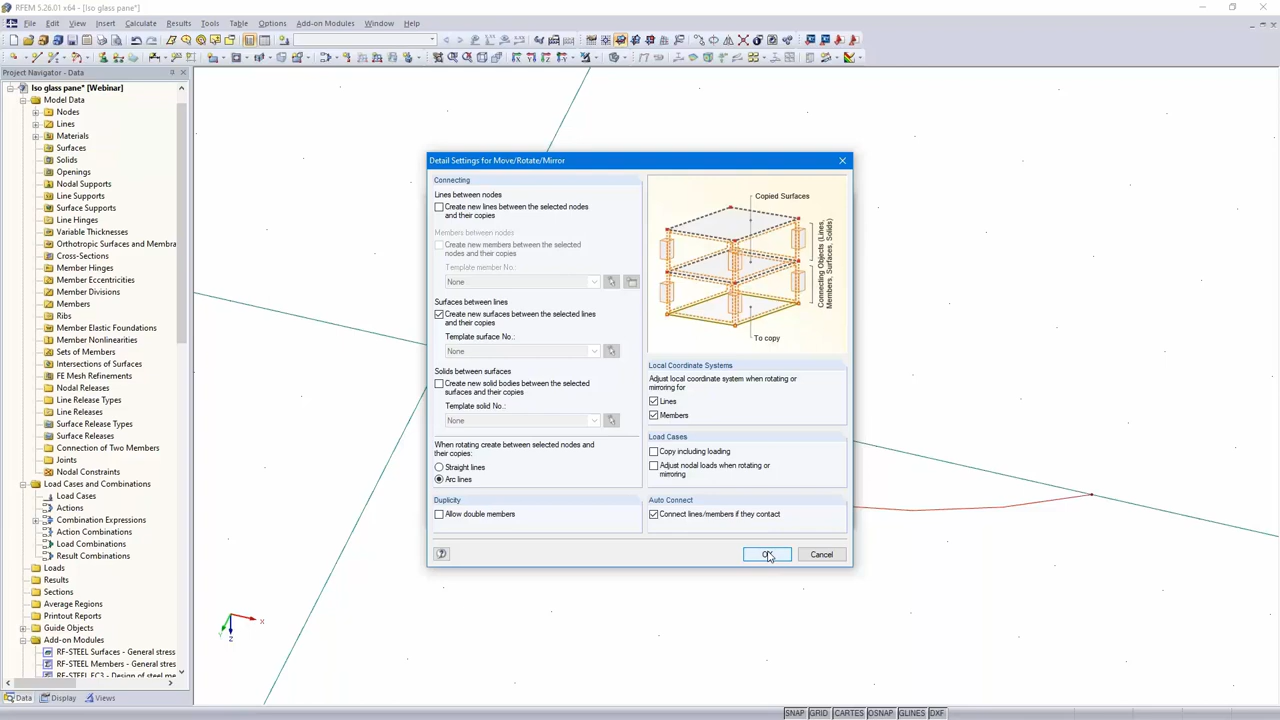 RFEM 5.26.01 x64 - [Iso glass pane*]
File Edit View Insert Calculate Results Tools Table Options Add-on Modules Window Help
Project Navigator - Data
Iso glass pane* [Webinar]
Model Data
Nodes
Lines
Materials
Surfaces
Solids
Openings
Nodal Supports
Line Supports
Surface Supports
Line Hinges
Variable Thicknesses
Orthotropic Surfaces and Membra
Cross-Sections
Member Hinges
Member Eccentricities
Member Divisions
Members
Ribs
Member Elastic Foundations
Member Nonlinearities
Sets of Members
Intersections of Surfaces
FE Mesh Refinements
Nodal Releases
Line Release Types
Line Releases
Surface Release Types
Surface Releases
Connection of Two Members
Joints
Nodal Constraints
Load Cases and Combinations
Load Cases
Actions
Combination Expressions
Action Combinations
Load Combinations
Result Combinations
Loads
Results
Sections
Average Regions
Printout Reports
Guide Objects
Add-on Modules
RF-STEEL Surfaces - General stress
RF-STEEL Members - General stres
RF-STEEL EC3 - Design of steel me
Data Display Views
Detail Settings for Move/Rotate/Mirror
Connecting
Lines between nodes
Create new lines between the selected nodes
and their copies
Members between nodes
Create new members between the selected
nodes and their copies
Template member No.:
None
Surfaces between lines
Create new surfaces between the selected lines
and their copies
Template surface No.:
None
Solids between surfaces
Create new solid bodies between the selected
surfaces and their copies
Template solid No.:
None
When rotating create between selected nodes and
their copies:
Straight lines
Arc lines
Duplicity
Allow double members
Copied Surfaces
Connecting Objects (Lines,
Members, Surfaces, Solids)
To copy
Local Coordinate Systems
Adjust local coordinate system when rotating or
mirroring for
Lines
Members
Load Cases
Copy including loading
Adjust nodal loads when rotating or
mirroring
Auto Connect
Connect lines/members if they contact
OK
Cancel
X
Y
Z
SNAP GRID CARTES OSNAP GLINES DXF